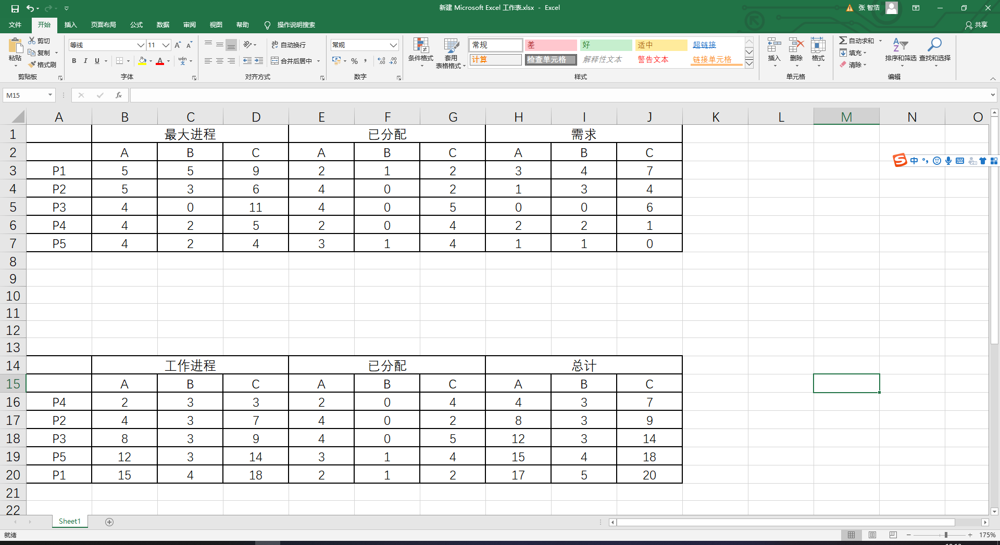 新建 Microsoft Excel 工作表.xlsx - Excel
张 智浩
文件 开始 插入 页面布局 公式 数据 审阅 视图 帮助 操作说明搜索
共享
粘贴
剪切
复制
格式刷
剪贴板
等线 11
B I U
wén
文
字体
自动换行
合并后居中
对齐方式
常规
数字
条件格式
套用
表格格式
常规 差 好 适中 超链接
计算 检查单元格 解释性文本 警告文本 链接单元格
样式
插入 删除 格式
单元格
自动求和
填充
清除
排序和筛选 查找和选择
编辑
M15
fx
A B C D E F G H I J K L M N O
1 最大进程 已分配 需求
2 A B C A B C A B C
3 P1 5 5 9 2 1 2 3 4 7
4 P2 5 3 6 4 0 2 1 3 4
5 P3 4 0 11 4 0 5 0 0 6
6 P4 4 2 5 2 0 4 2 2 1
7 P5 4 2 4 3 1 4 1 1 0
8
9
10
11
12
13
14 工作进程 已分配 总计
15 A B C A B C A B C
16 P4 2 3 3 2 0 4 4 3 7
17 P2 4 3 7 4 0 2 8 3 9
18 P3 8 3 9 4 0 5 12 3 14
19 P5 12 3 14 3 1 4 15 4 18
20 P1 15 4 18 2 1 2 17 5 20
21
22
中
Sheet1
就绪
175%